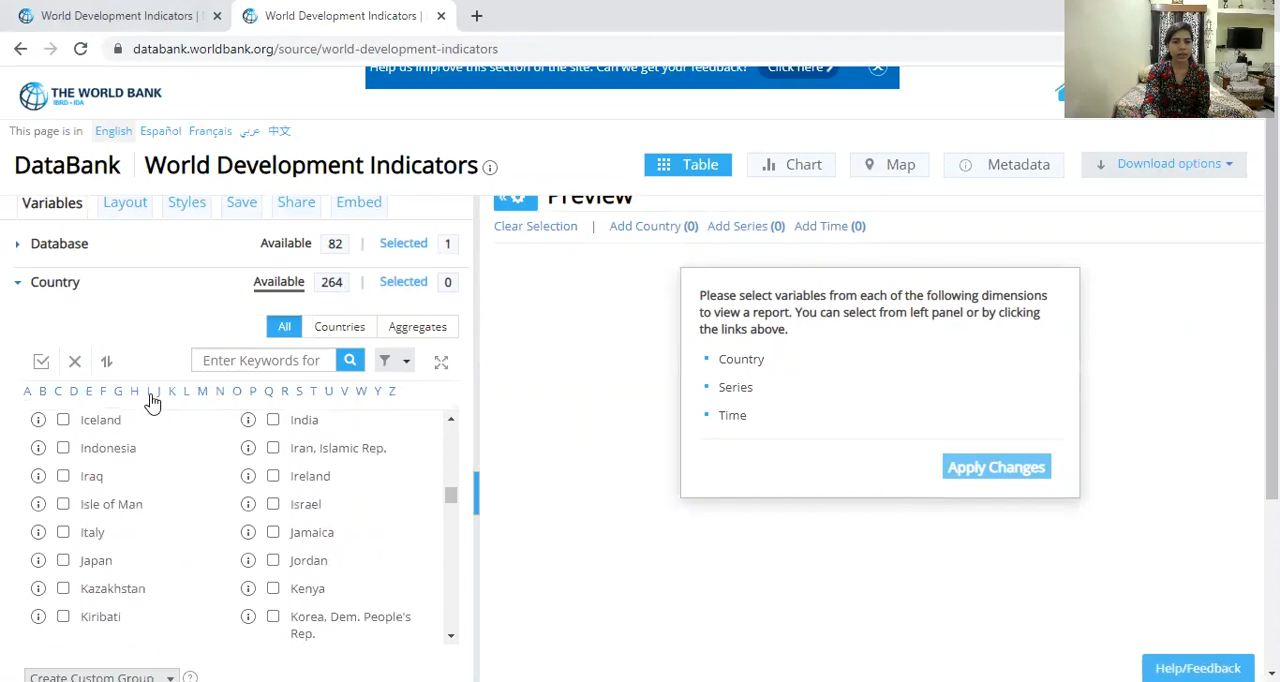 World Development Indicators |
World Development Indicators |
databank.worldbank.org/source/world-development-indicators
Help us improve this section of the site. Can we get your feedback? Click here
THE WORLD BANK
IBRD • IDA
This page is in English Español Français عربي 中文
DataBank World Development Indicators
Table Chart Map Metadata Download options
Variables Layout Styles Save Share Embed
Preview
Clear Selection | Add Country (0) Add Series (0) Add Time (0)
Database Available 82 | Selected 1
Country Available 264 | Selected 0
All Countries Aggregates
Enter Keywords for
A B C D E F G H I J K L M N O P Q R S T U V W Y Z
Iceland India
Indonesia Iran, Islamic Rep.
Iraq Ireland
Isle of Man Israel
Italy Jamaica
Japan Jordan
Kazakhstan Kenya
Kiribati Korea, Dem. People's
Rep.
Create Custom Group
Please select variables from each of the following dimensions
to view a report. You can select from left panel or by clicking
the links above.
Country
Series
Time
Apply Changes
Help/Feedback